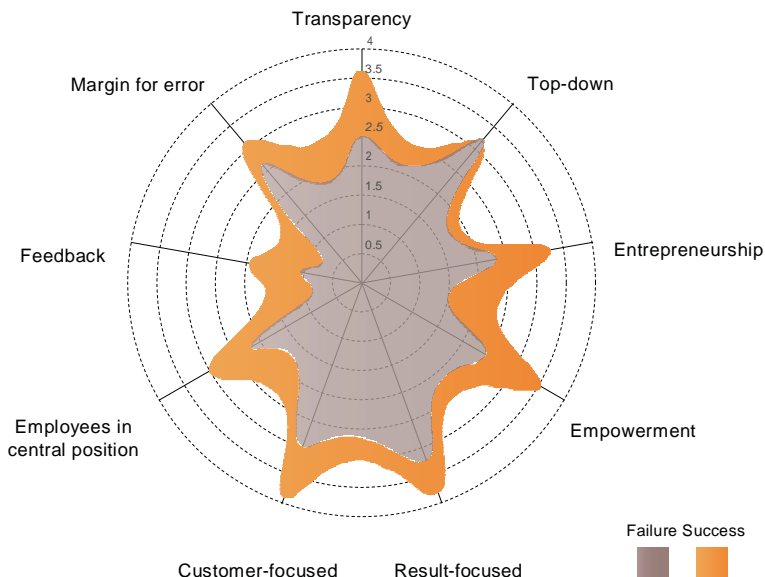 Transparency
4
3.5
3
2.5
2
1.5
1
0.5
Margin for error
Top-down
Feedback
Entrepreneurship
Employees in
central position
Empowerment
Customer-focused
Result-focused
Failure Success